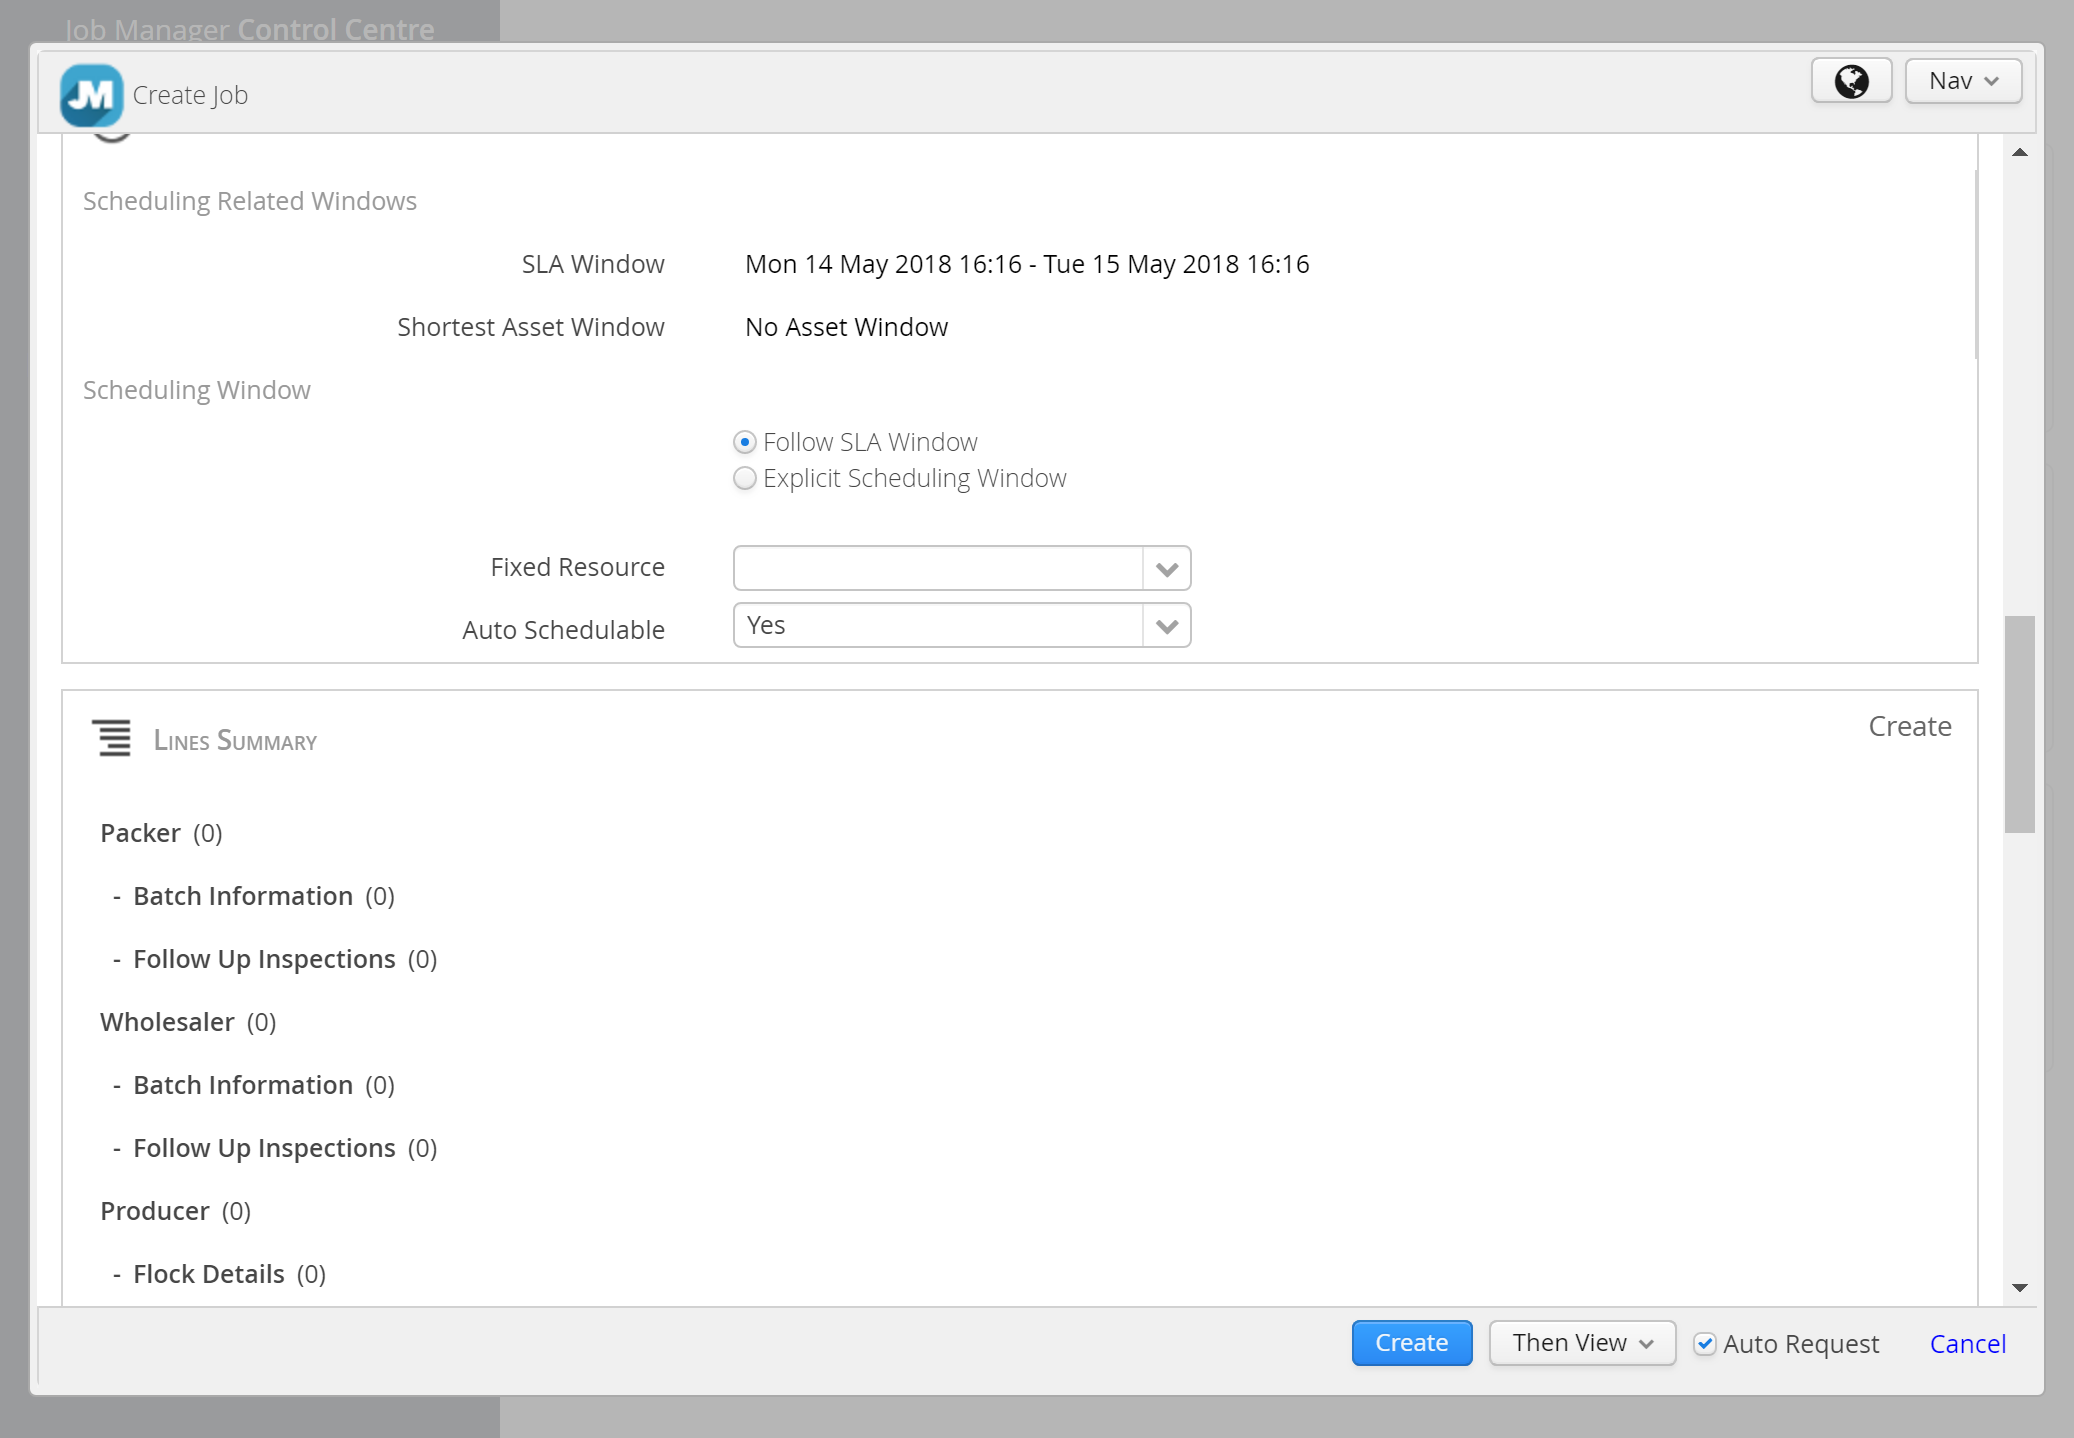 Job Manager Control Centre
JM Create Job
Nav
Scheduling Related Windows
SLA Window Mon 14 May 2018 16:16 - Tue 15 May 2018 16:16
Shortest Asset Window No Asset Window
Scheduling Window
Follow SLA Window
Explicit Scheduling Window
Fixed Resource
Auto Schedulable Yes
Lines Summary
Create
Packer (0)
- Batch Information (0)
- Follow Up Inspections (0)
Wholesaler (0)
- Batch Information (0)
- Follow Up Inspections (0)
Producer (0)
- Flock Details (0)
Create Then View Auto Request Cancel